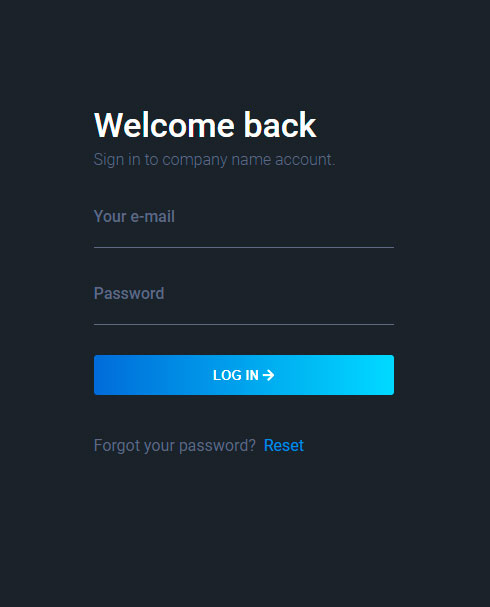 Welcome back
Sign in to company name account.
Your e-mail
Password
LOG IN →
Forgot your password? Reset